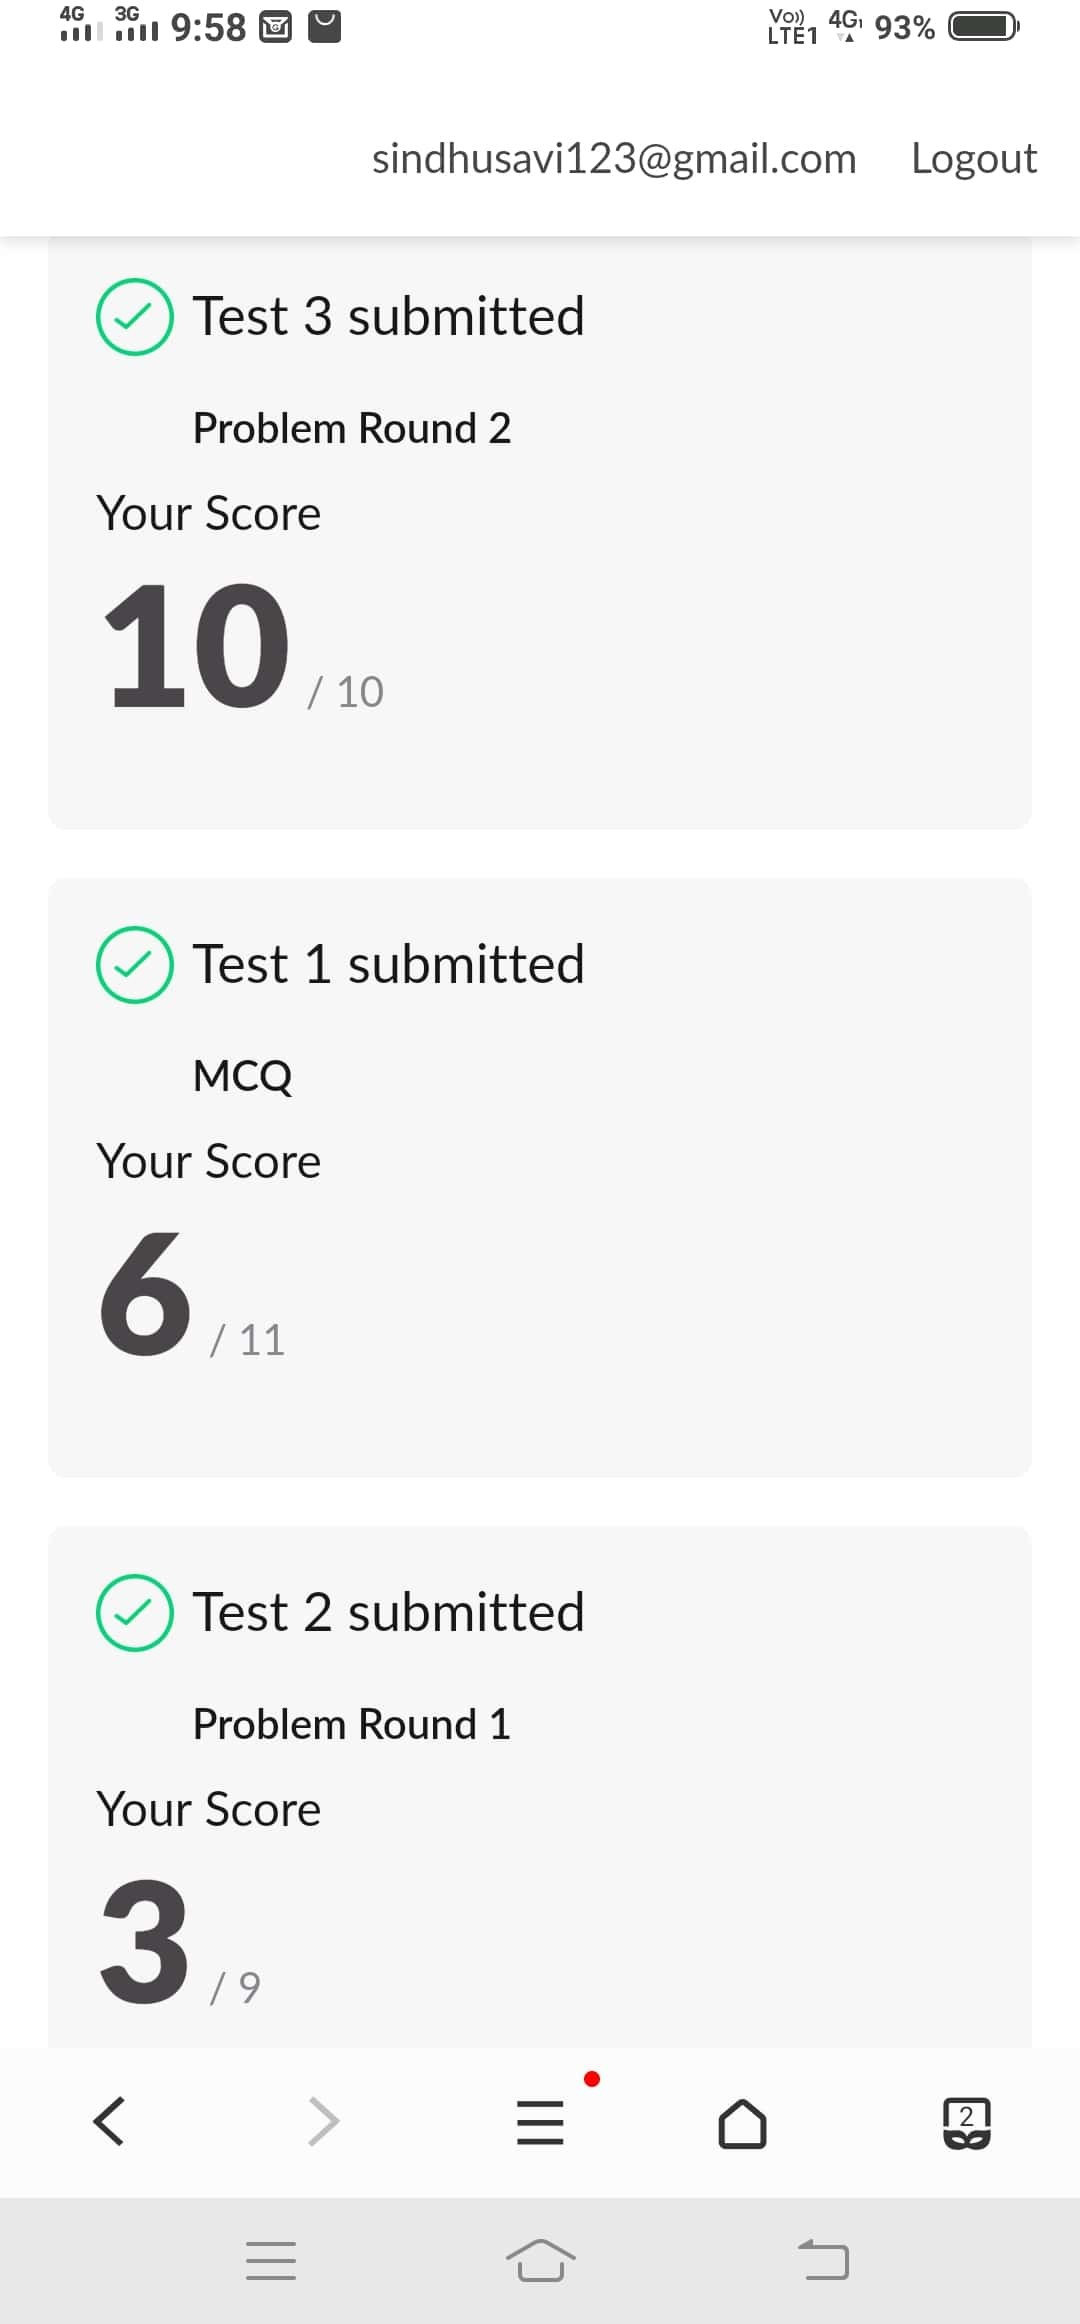 4G 3G 9:58 Vo)) LTE1 4G 93%
sindhusavi123@gmail.com Logout
Test 3 submitted
Problem Round 2
Your Score
10 / 10
Test 1 submitted
MCQ
Your Score
6 / 11
Test 2 submitted
Problem Round 1
Your Score
3 / 9
2